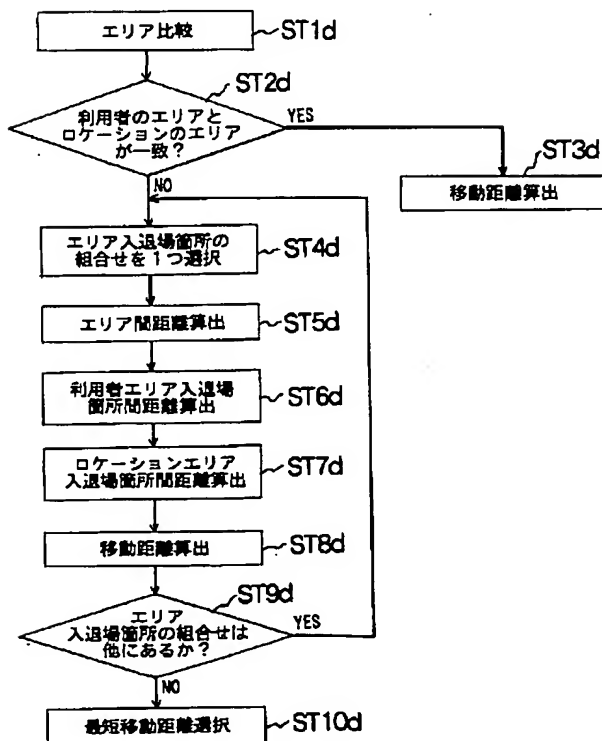 エリア比較
ST1d
ST2d
利用者のエリアと
ロケーションのエリア
が一致?
YES
ST3d
移動距離算出
NO
エリア入退場箇所の
組合せを1つ選択
ST4d
エリア間距離算出
ST5d
利用者エリア入退場
箇所間距離算出
ST6d
ロケーションエリア
入退場箇所間距離算出
ST7d
移動距離算出
ST8d
ST9d
エリア
入退場箇所の組合せは
他にあるか?
YES
NO
最短移動距離選択
ST10d